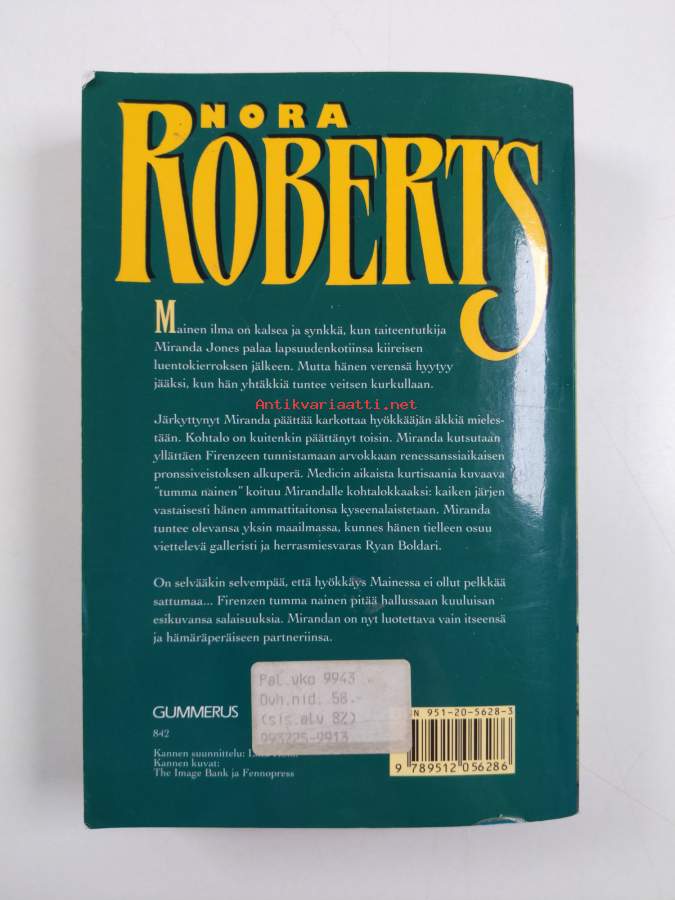 NORA
ROBERTS
Mainen ilma on kalsea ja synkkä, kun taiteentutkija
Miranda Jones palaa lapsuudenkotiinsa kiireisen
luentokierroksen jälkeen. Mutta hänen verensä hyytyy
jääksi, kun hän yhtäkkiä tuntee veitsen kurkullaan.
Antikvariaatti.net
Järkyttynyt Miranda päättää karkottaa hyökkääjän äkkiä mieles-
tään. Kohtalo on kuitenkin päättänyt toisin. Miranda kutsutaan
yllättäen Firenzeen tunnistamaan arvokkaan renessanssiaikaisen
pronssiveistoksen alkuperä. Medicin aikaista kurtisaania kuvaava
"tumma nainen" koituu Mirandalle kohtalokkaaksi: kaiken järjen
vastaisesti hänen ammattitaitonsa kyseenalaistetaan. Miranda
tuntee olevansa yksin maailmassa, kunnes hänen tielleen osuu
viettelevä galleristi ja herrasmiesvaras Ryan Boldari.
On selvääkin selvempää, että hyökkäys Mainessa ei ollut pelkkää
sattumaa... Firenzen tumma nainen pitää hallussaan kuuluisan
esikuvansa salaisuuksia. Mirandan on nyt luotettava vain itseensä
ja hämäräperäiseen partneriinsa.
Pal.vko 9943
Ovh.nid. 58.-
(sis.alv 8%)
993225-9913
GUMMERUS
842
Kannen suunnittelu:
Kannen kuvat:
The Image Bank ja Fennopress
951-20-5628-3
9 789512 056286